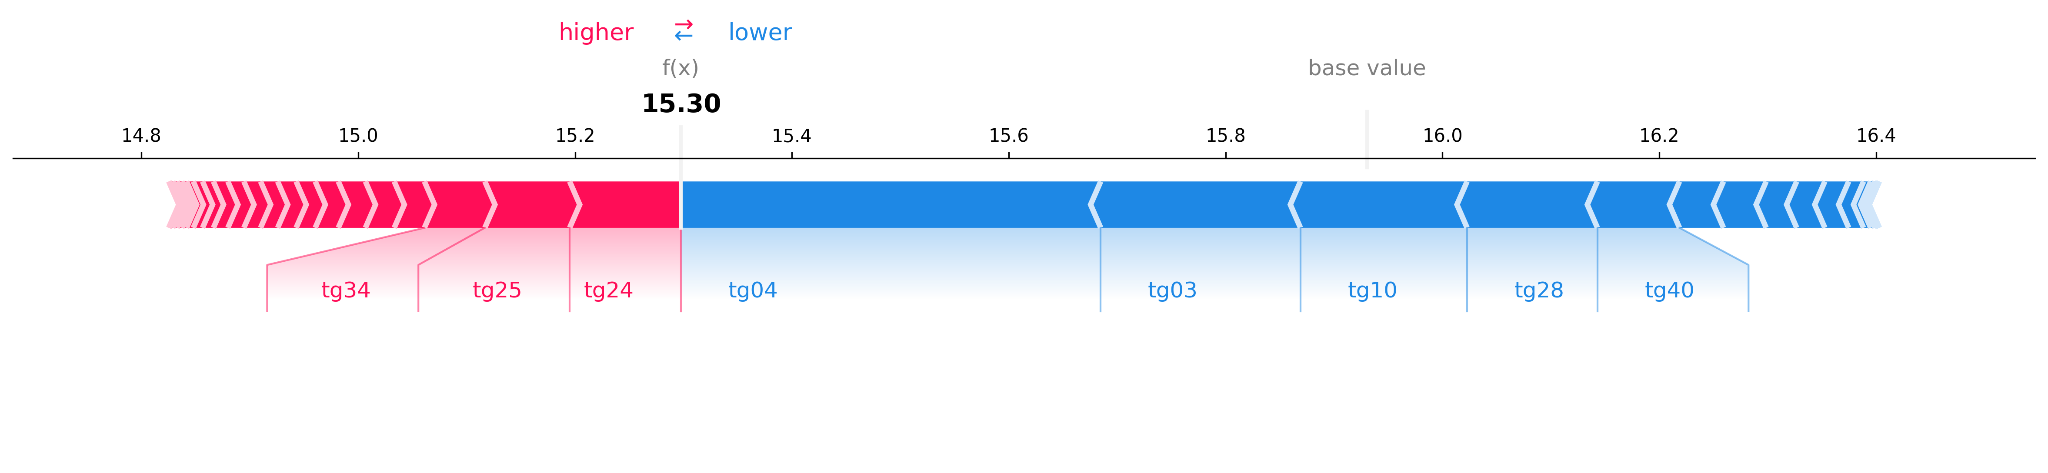 higher ⇄ lower
f(x) base value
15.30
14.8 15.0 15.2 15.4 15.6 15.8 16.0 16.2 16.4
tg34 tg25 tg24 tg04 tg03 tg10 tg28 tg40